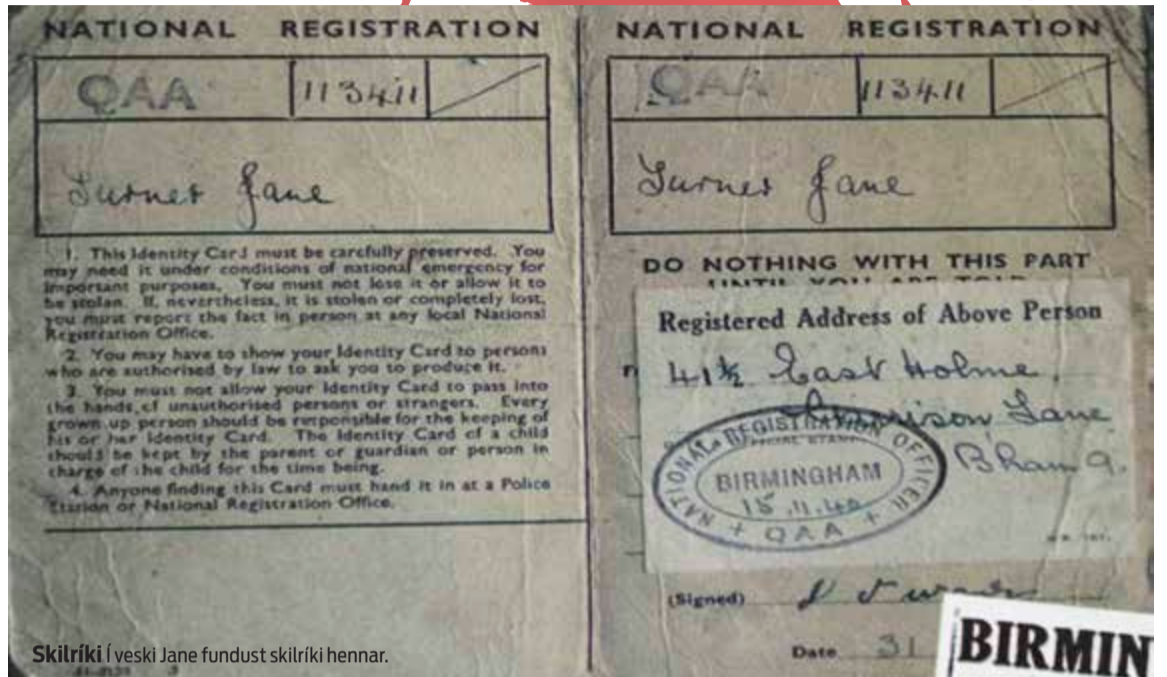 NATIONAL REGISTRATION
QAA 113411
Turner Jane
1. This Identity Card must be carefully preserved. You
may need it under conditions of national emergency for
important purposes. You must not lose it or allow it to
be stolen. If, nevertheless, it is stolen or completely lost,
you must report the fact in person at any local National
Registration Office.
2. You may have to show your Identity Card to persons
who are authorised by law to ask you to produce it.
3. You must not allow your Identity Card to pass into
the hands of unauthorised persons or strangers. Every
grown up person should be responsible for the keeping of
his or her Identity Card. The Identity Card of a child
should be kept by the parent or guardian or person in
charge of the child for the time being.
4. Anyone finding this Card must hand it in at a Police
Station or National Registration Office.
Skilríki Í veski Jane fundust skilríki hennar.
NATIONAL REGISTRATION
QAA 1134.11
Turner Jane
DO NOTHING WITH THIS PART
UNTIL YOU ARE TOLD
Registered Address of Above Person
41½ East Holme
Lane
B'ham 9.
NATIONAL REGISTRATION OFFICER
BIRMINGHAM
15.11.40
+ QAA +
(Signed) J Turner
Date 31
BIRMIN